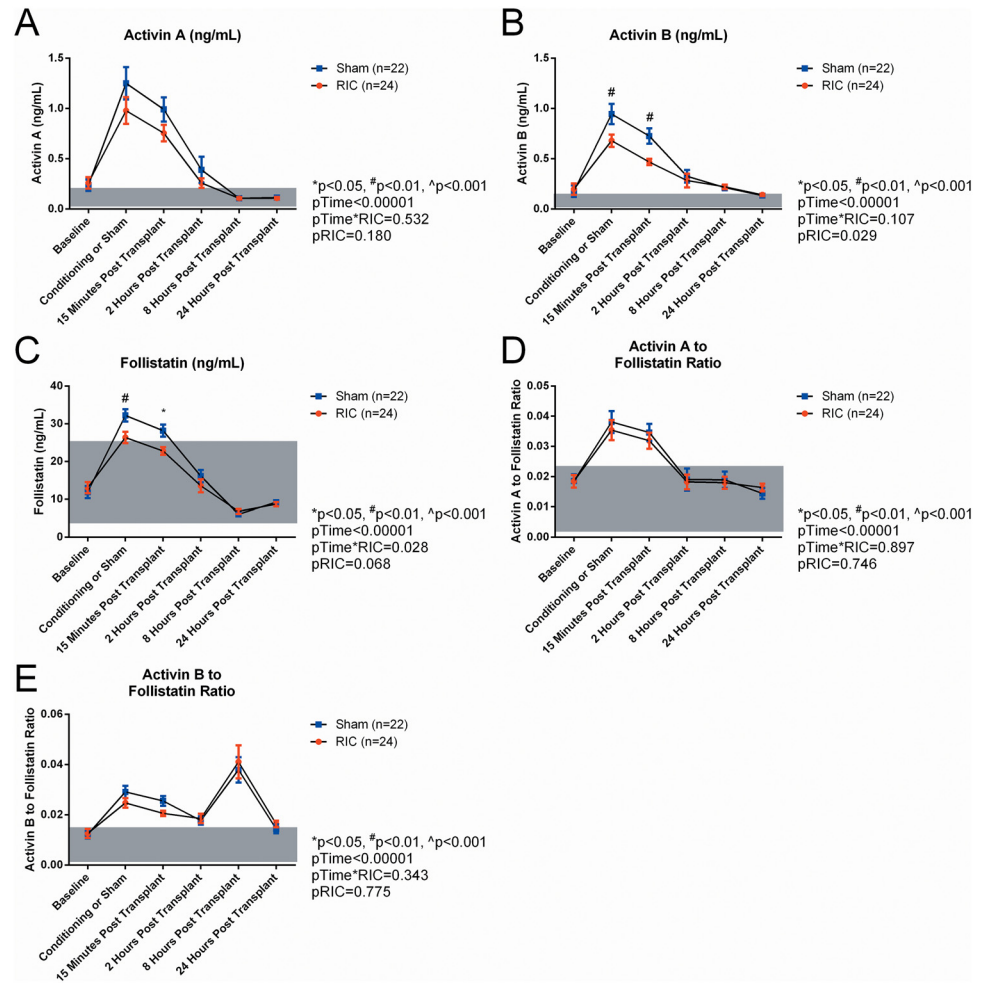 A
Activin A (ng/mL)
Activin A (ng/mL)
1.5
1.0
0.5
0.0
Baseline
Conditioning or Sham
15 Minutes Post Transplant
2 Hours Post Transplant
8 Hours Post Transplant
24 Hours Post Transplant
Sham (n=22)
RIC (n=24)
*p<0.05, #p<0.01, ^p<0.001
pTime<0.00001
pTime*RIC=0.532
pRIC=0.180
B
Activin B (ng/mL)
Activin B (ng/mL)
1.5
1.0
0.5
0.0
#
#
Baseline
Conditioning or Sham
15 Minutes Post Transplant
2 Hours Post Transplant
8 Hours Post Transplant
24 Hours Post Transplant
Sham (n=22)
RIC (n=24)
*p<0.05, #p<0.01, ^p<0.001
pTime<0.00001
pTime*RIC=0.107
pRIC=0.029
C
Follistatin (ng/mL)
Follistatin (ng/mL)
40
30
20
10
0
#
*
Baseline
Conditioning or Sham
15 Minutes Post Transplant
2 Hours Post Transplant
8 Hours Post Transplant
24 Hours Post Transplant
Sham (n=22)
RIC (n=24)
*p<0.05, #p<0.01, ^p<0.001
pTime<0.00001
pTime*RIC=0.028
pRIC=0.068
D
Activin A to
Follistatin Ratio
Activin A to Follistatin Ratio
0.05
0.04
0.03
0.02
0.01
0.00
Baseline
Conditioning or Sham
15 Minutes Post Transplant
2 Hours Post Transplant
8 Hours Post Transplant
24 Hours Post Transplant
Sham (n=22)
RIC (n=24)
*p<0.05, #p<0.01, ^p<0.001
pTime<0.00001
pTime*RIC=0.897
pRIC=0.746
E
Activin B to
Follistatin Ratio
Activin B to Follistatin Ratio
0.06
0.04
0.02
0.00
Baseline
Conditioning or Sham
15 Minutes Post Transplant
2 Hours Post Transplant
8 Hours Post Transplant
24 Hours Post Transplant
Sham (n=22)
RIC (n=24)
*p<0.05, #p<0.01, ^p<0.001
pTime<0.00001
pTime*RIC=0.343
pRIC=0.775